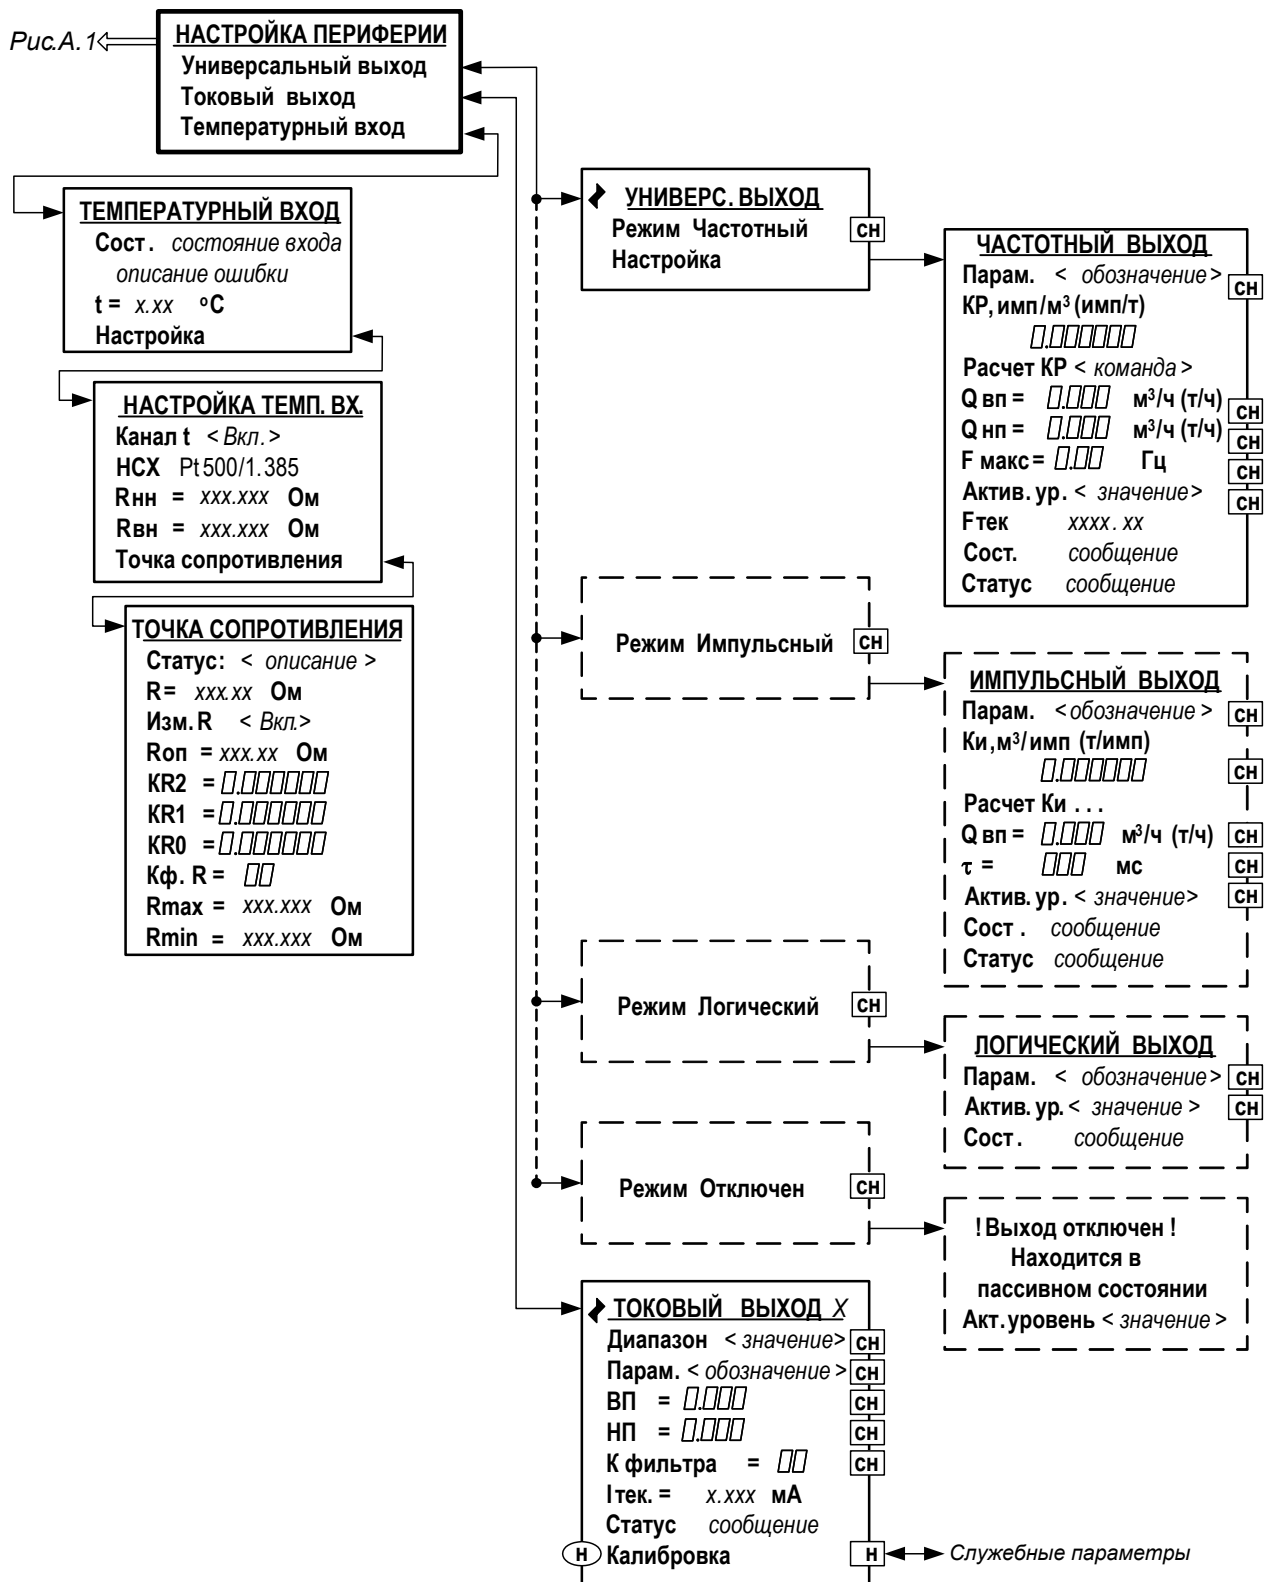 Рис.А.1
НАСТРОЙКА ПЕРИФЕРИИ
Универсальный выход
Токовый выход
Температурный вход
ТЕМПЕРАТУРНЫЙ ВХОД
Сост. состояние входа
описание ошибки
t = x.xx °C
Настройка
НАСТРОЙКА ТЕМП. ВХ.
Канал t < Вкл. >
НСХ Pt500/1.385
Rнн = xxx.xxx Ом
Rвн = xxx.xxx Ом
Точка сопротивления
ТОЧКА СОПРОТИВЛЕНИЯ
Статус: < описание >
R= xxx.xx Ом
Изм. R < Вкл.>
Rоп = xxx.xx Ом
KR2 = 0.000000
KR1 = 0.000000
KR0 = 0.000000
Кф. R = 00
Rmax = xxx.xxx Ом
Rmin = xxx.xxx Ом
УНИВЕРС. ВЫХОД
Режим Частотный СН
Настройка
ЧАСТОТНЫЙ ВЫХОД
Парам. < обозначение > СН
КР, имп/м³ (имп/т)
0.000000
Расчет КР < команда >
Q вп = 0.000 м³/ч (т/ч) СН
Q нп = 0.000 м³/ч (т/ч) СН
F макс = 0.00 Гц СН
Актив. ур. < значение > СН
Fтек xxxx.xx
Сост. сообщение
Статус сообщение
Режим Импульсный СН
ИМПУЛЬСНЫЙ ВЫХОД
Парам. < обозначение > СН
Ки, м³/имп (т/имп)
0.000000 СН
Расчет Ки ...
Q вп = 0.000 м³/ч (т/ч) СН
τ = 000 мс СН
Актив. ур. < значение> СН
Сост. сообщение
Статус сообщение
Режим Логический СН
ЛОГИЧЕСКИЙ ВЫХОД
Парам. < обозначение > СН
Актив. ур. < значение > СН
Сост. сообщение
Режим Отключен СН
! Выход отключен !
Находится в
пассивном состоянии
Акт. уровень < значение >
ТОКОВЫЙ ВЫХОД X
Диапазон < значение> СН
Парам. < обозначение > СН
ВП = 0.000 СН
НП = 0.000 СН
К фильтра = 00 СН
Iтек. = x.xxx мА
Статус сообщение
Н Калибровка Н Служебные параметры